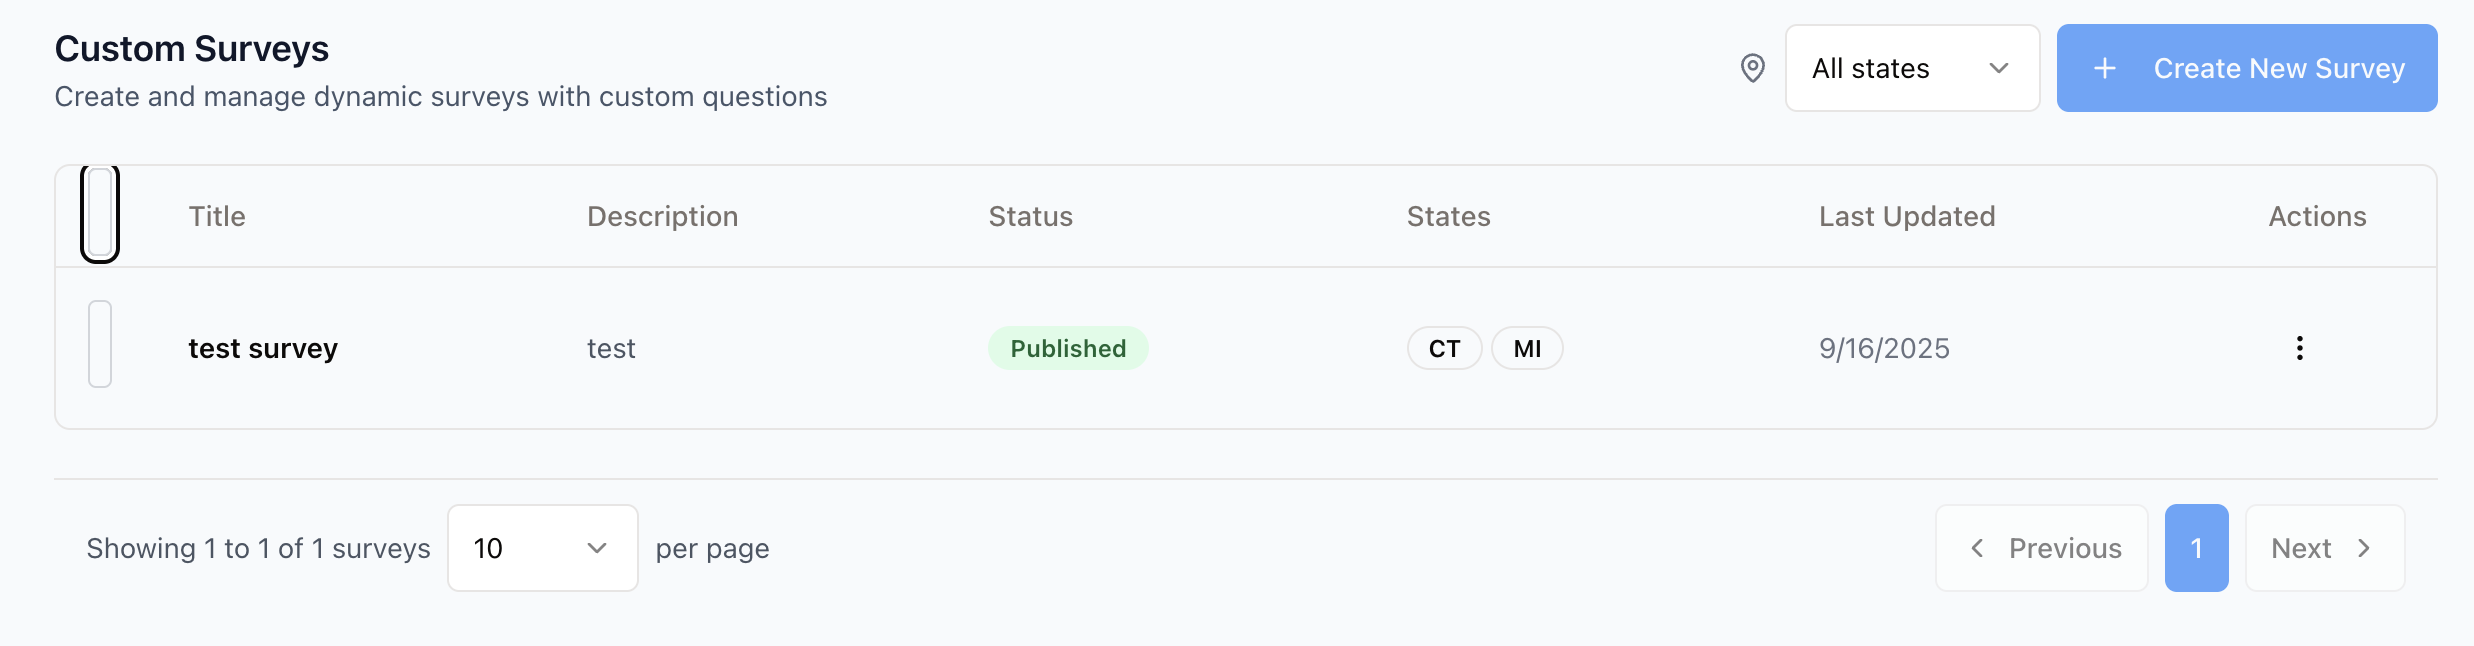 Custom Surveys
Create and manage dynamic surveys with custom questions
All states
Create New Survey
Title Description Status States Last Updated Actions
test survey test Published CT MI 9/16/2025
Showing 1 to 1 of 1 surveys 10 per page
Previous 1 Next